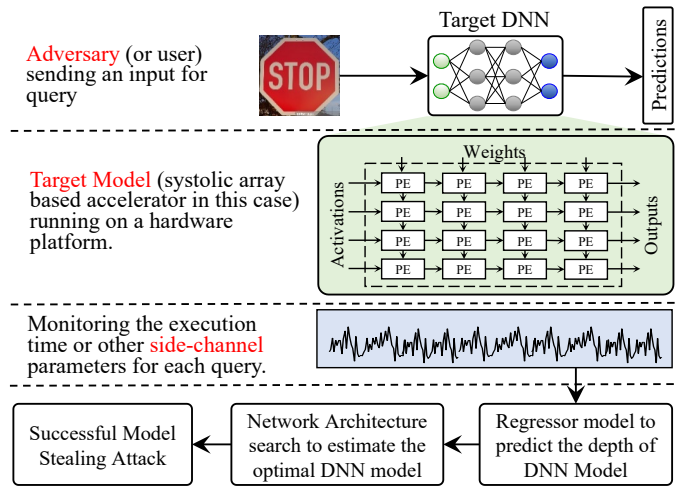 Target DNN
Adversary (or user)
sending an input for
query
STOP
Predictions
Weights
Target Model (systolic array
based accelerator in this case)
running on a hardware
platform.
Activations
PE PE PE PE
PE PE PE PE
PE PE PE PE
PE PE PE PE
Outputs
Monitoring the execution
time or other side-channel
parameters for each query.
Successful Model
Stealing Attack
Network Architecture
search to estimate the
optimal DNN model
Regressor model to
predict the depth of
DNN Model